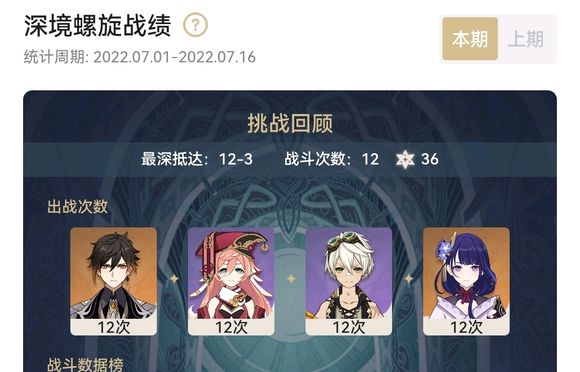 深境螺旋战绩 ?
本期 上期
统计周期: 2022.07.01-2022.07.16
挑战回顾
最深抵达：12-3 战斗次数：12 36
出战次数
12次 12次 12次 12次
战斗数据榜